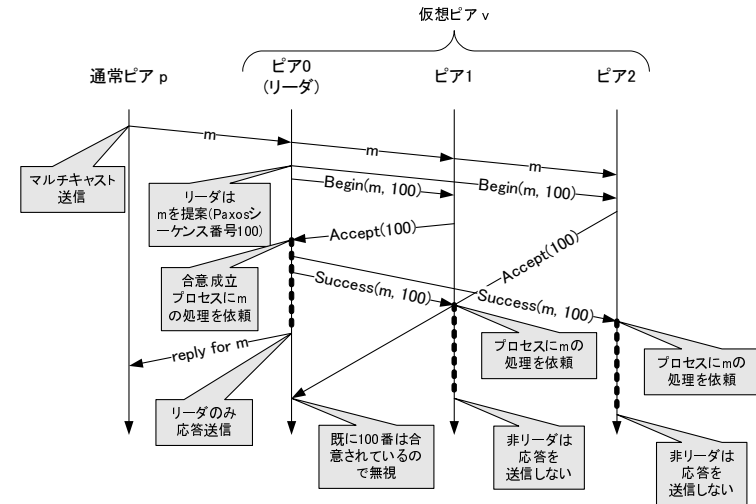 仮想ピア v
通常ピア p
ピア0
(リーダ)
ピア1
ピア2
m
m
m
マルチキャスト
送信
リーダは
mを提案(Paxosシ
ーケンス番号100)
Begin(m, 100)
Begin(m, 100)
Accept(100)
Accept(100)
合意成立
プロセスにm
の処理を依頼
Success(m, 100)
Success(m, 100)
プロセスにmの
処理を依頼
プロセスにmの
処理を依頼
reply for m
リーダのみ
応答送信
既に100番は合
意されているの
で無視
非リーダは
応答を
送信しない
非リーダは
応答を
送信しない